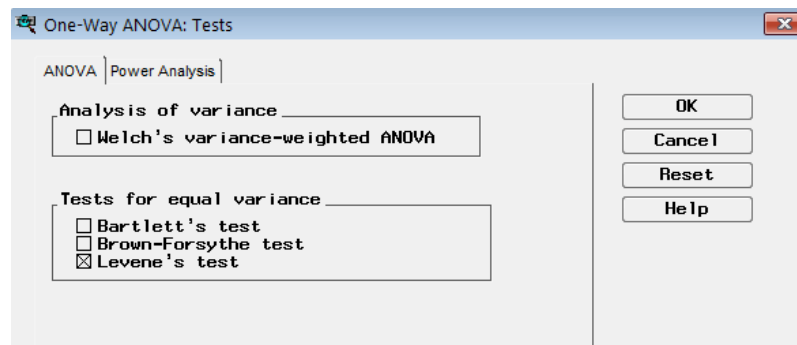 One-Way ANOVA: Tests
ANOVA Power Analysis
Analysis of variance
Welch's variance-weighted ANOVA
Tests for equal variance
Bartlett's test
Brown-Forsythe test
Levene's test
OK
Cancel
Reset
Help